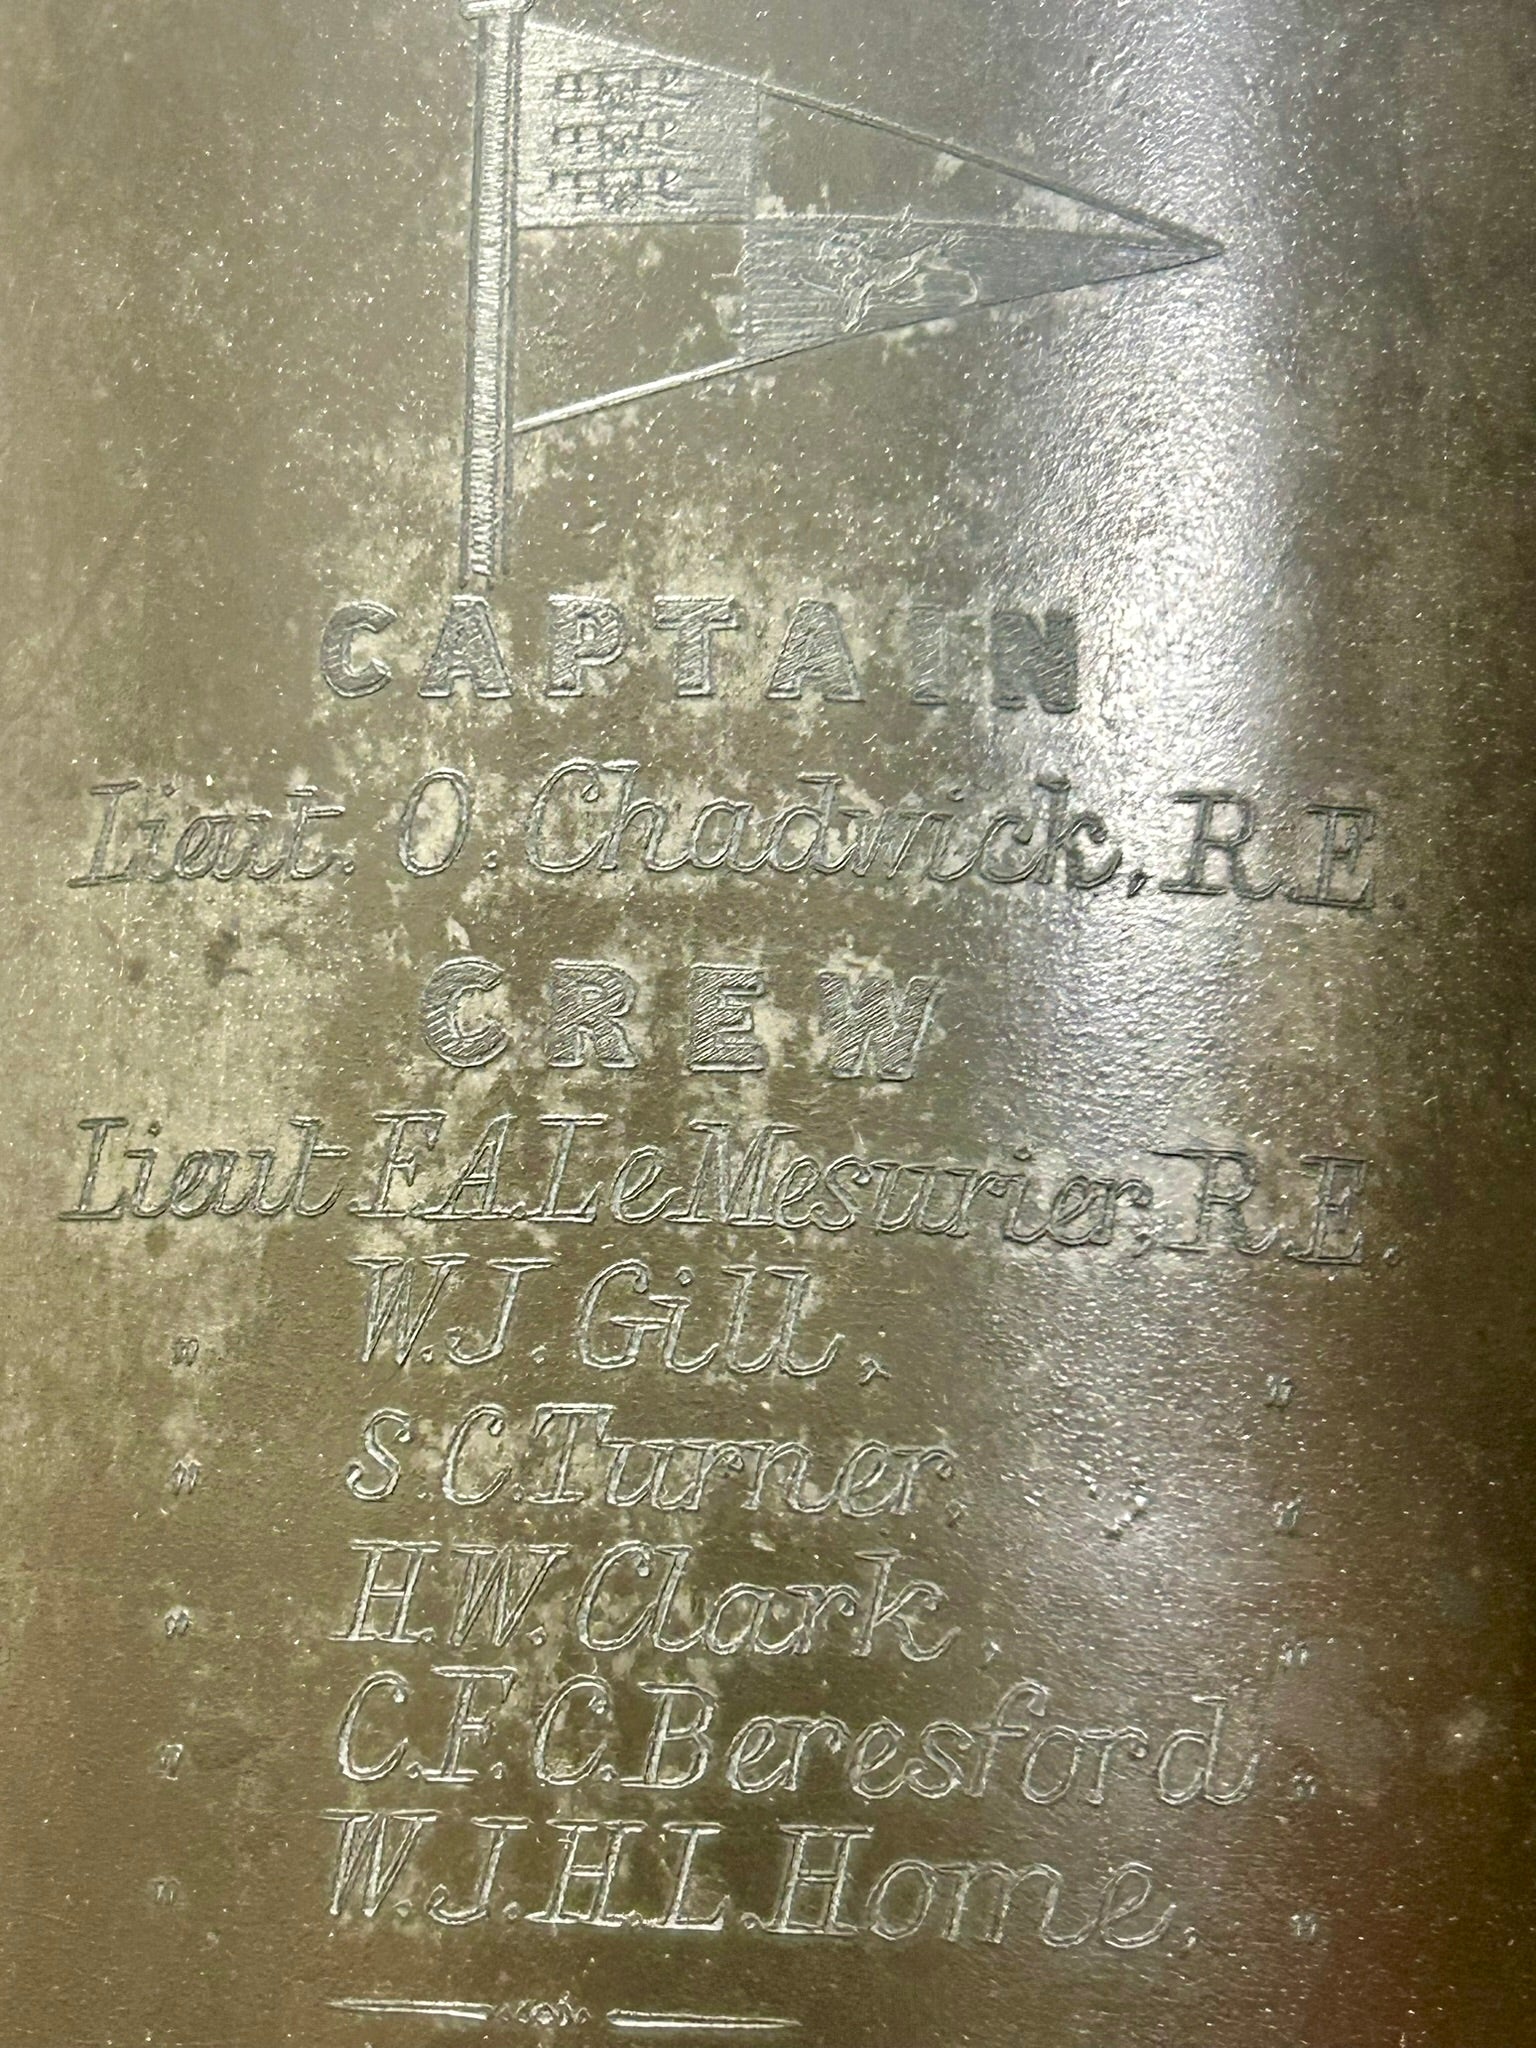 CAPTAIN
Lieut. O. Chadwick, R.E.
CREW
Lieut F.A. Le Mesurier, R.E.
" W.J. Gill, "
" S.C. Turner, "
" H.W. Clark, "
" C.F.C. Beresford "
" W.J.H.L. Home, "